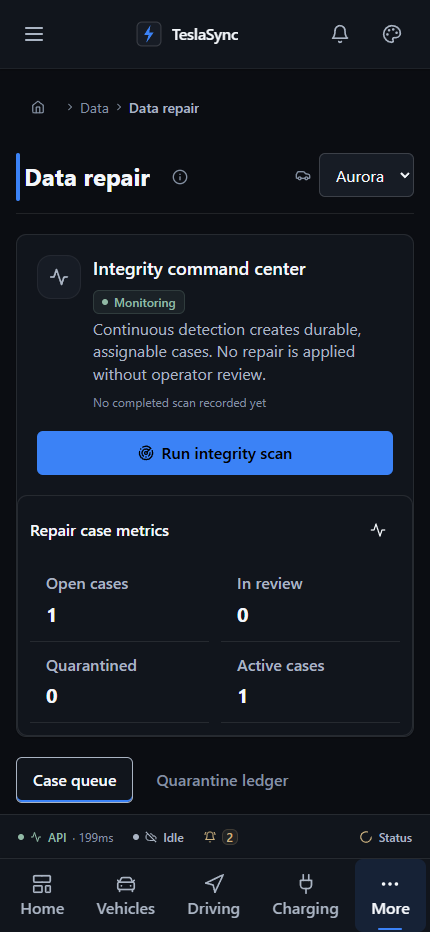 TeslaSync
Data
Data repair
Data repair
Aurora
Integrity command center
Monitoring
Continuous detection creates durable,
assignable cases. No repair is applied
without operator review.
No completed scan recorded yet
Run integrity scan
Repair case metrics
Open cases
1
In review
0
Quarantined
0
Active cases
1
Case queue
Quarantine ledger
API · 199ms
Idle
2
Status
Home
Vehicles
Driving
Charging
More